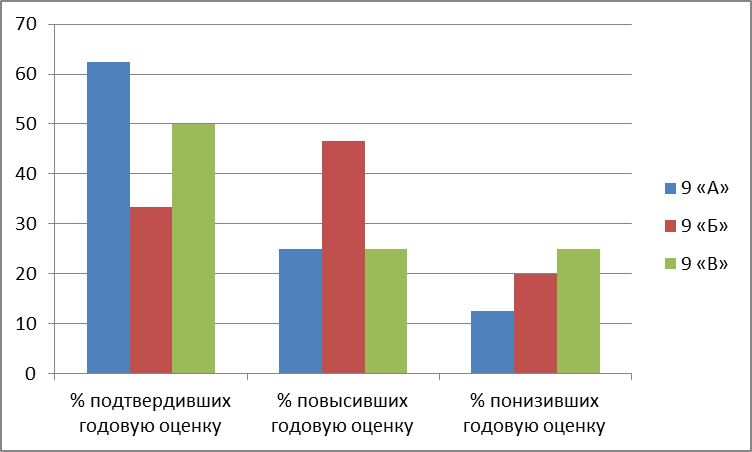 70
60
50
40
30
20
10
0
% подтвердивших
годовую оценку
% повысивших
годовую оценку
% понизивших
годовую оценку
9 «А»
9 «Б»
9 «В»